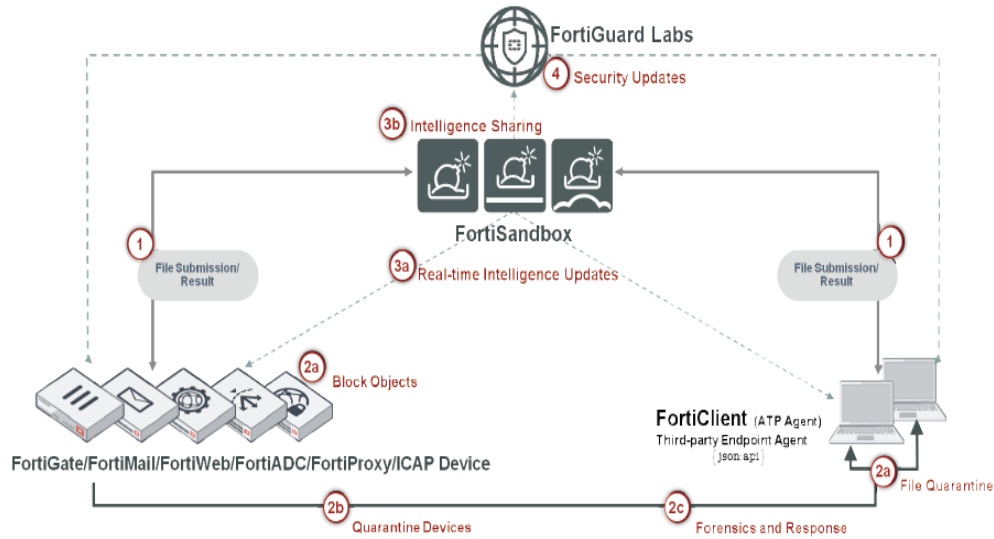 FortiGuard Labs
4 Security Updates
3b Intelligence Sharing
FortiSandbox
1
File Submission/
Result
1
File Submission/
Result
3a Real-time Intelligence Updates
2a Block Objects
FortiClient (ATP Agent)
Third-party Endpoint Agent
{json:api}
FortiGate/FortiMail/FortiWeb/FortiADC/FortiProxy/ICAP Device
2a File Quarantine
2b Quarantine Devices
2c Forensics and Response